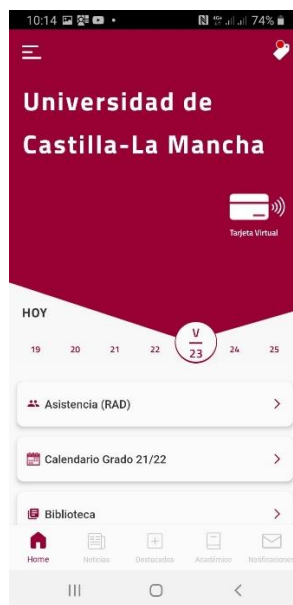 10:14
74%
Universidad de
Castilla-La Mancha
Tarjeta Virtual
HOY
V
19 20 21 22 23 24 25
Asistencia (RAD)
Calendario Grado 21/22
Biblioteca
Home Noticias Destacados Académico Notificaciones